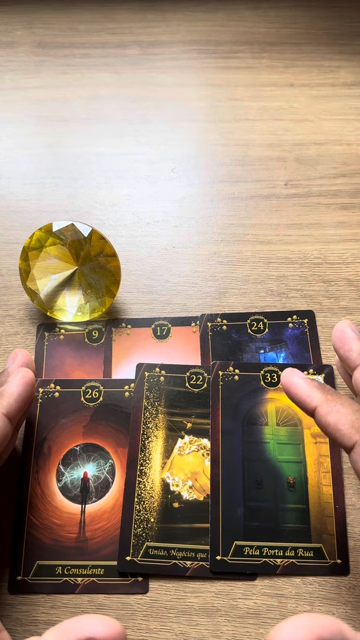 9
17
24
26
22
33
A Consulente
União, Negócios que
Pela Porta da Rua